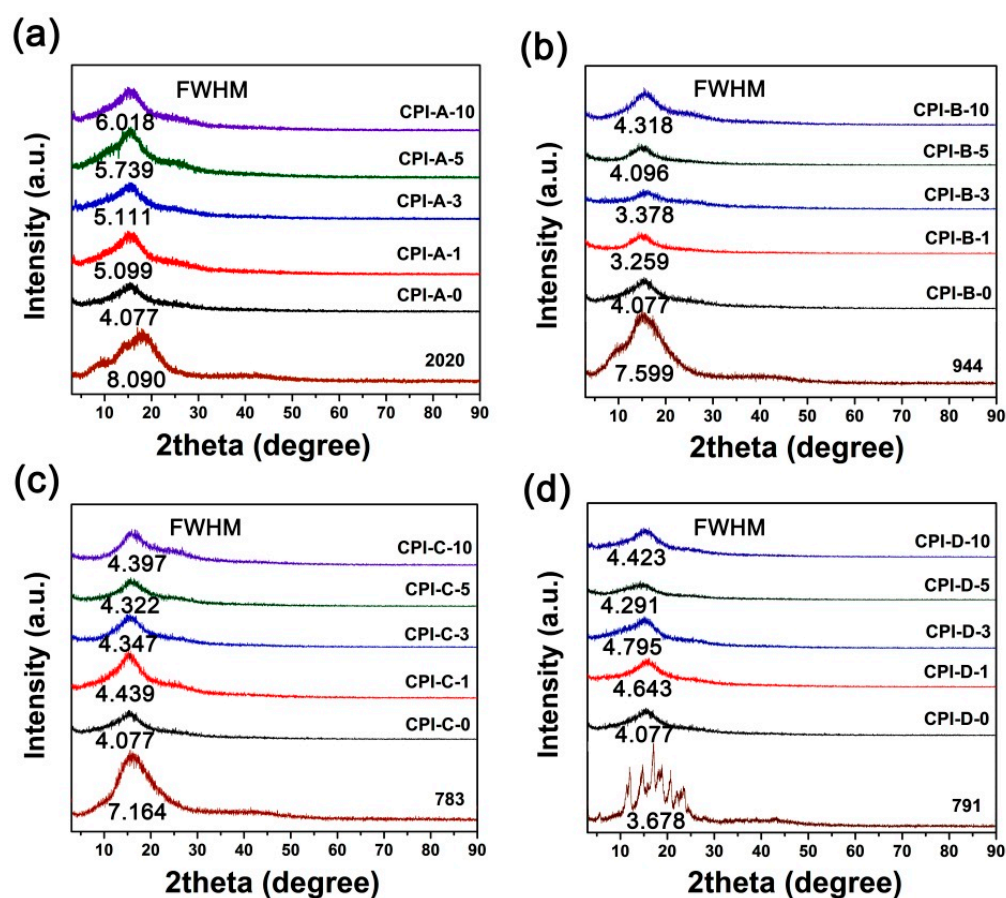 (a)
FWHM
CPI-A-10
6.018
CPI-A-5
5.739
CPI-A-3
5.111
CPI-A-1
5.099
CPI-A-0
4.077
2020
8.090
Intensity (a.u.)
10 20 30 40 50 60 70 80 90
2theta (degree)
(b)
FWHM
CPI-B-10
4.318
CPI-B-5
4.096
CPI-B-3
3.378
CPI-B-1
3.259
CPI-B-0
4.077
944
7.599
Intensity (a.u.)
10 20 30 40 50 60 70 80 90
2theta (degree)
(c)
FWHM
CPI-C-10
4.397
CPI-C-5
4.322
CPI-C-3
4.347
CPI-C-1
4.439
CPI-C-0
4.077
783
7.164
Intensity (a.u.)
10 20 30 40 50 60 70 80 90
2theta (degree)
(d)
FWHM
CPI-D-10
4.423
CPI-D-5
4.291
CPI-D-3
4.795
CPI-D-1
4.643
CPI-D-0
4.077
791
3.678
Intensity (a.u.)
10 20 30 40 50 60 70 80 90
2theta (degree)